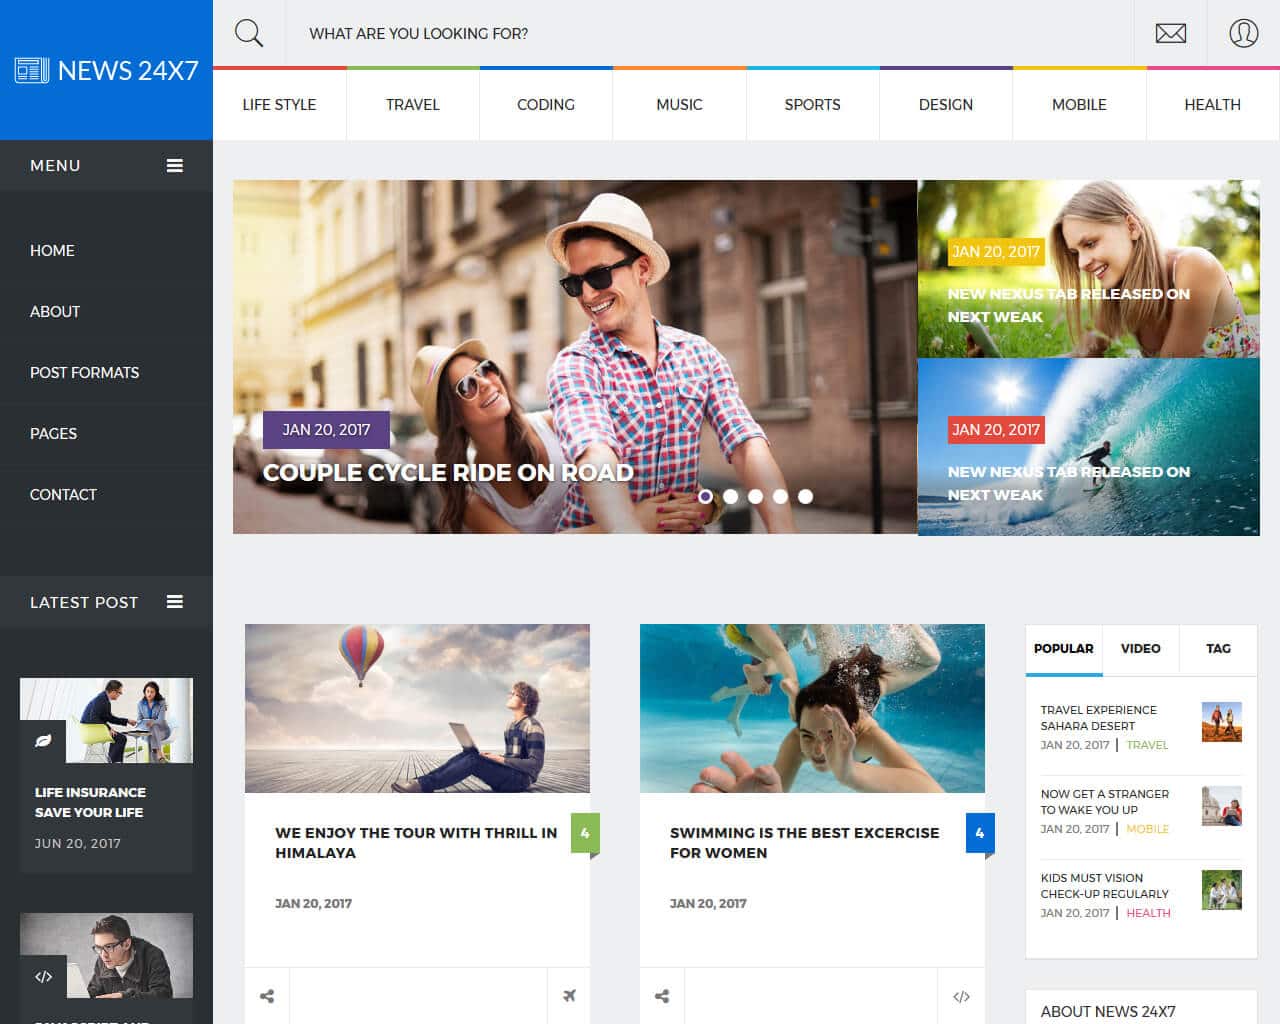 NEWS 24X7
WHAT ARE YOU LOOKING FOR?
LIFE STYLE
TRAVEL
CODING
MUSIC
SPORTS
DESIGN
MOBILE
HEALTH
MENU
HOME
ABOUT
POST FORMATS
PAGES
CONTACT
LATEST POST
LIFE INSURANCE
SAVE YOUR LIFE
JUN 20, 2017
JAN 20, 2017
COUPLE CYCLE RIDE ON ROAD
JAN 20, 2017
NEW NEXUS TAB RELEASED ON
NEXT WEAK
JAN 20, 2017
NEW NEXUS TAB RELEASED ON
NEXT WEAK
WE ENJOY THE TOUR WITH THRILL IN
HIMALAYA
4
JAN 20, 2017
SWIMMING IS THE BEST EXCERCISE
FOR WOMEN
4
JAN 20, 2017
POPULAR
VIDEO
TAG
TRAVEL EXPERIENCE
SAHARA DESERT
JAN 20, 2017 | TRAVEL
NOW GET A STRANGER
TO WAKE YOU UP
JAN 20, 2017 | MOBILE
KIDS MUST VISION
CHECK-UP REGULARLY
JAN 20, 2017 | HEALTH
ABOUT NEWS 24X7